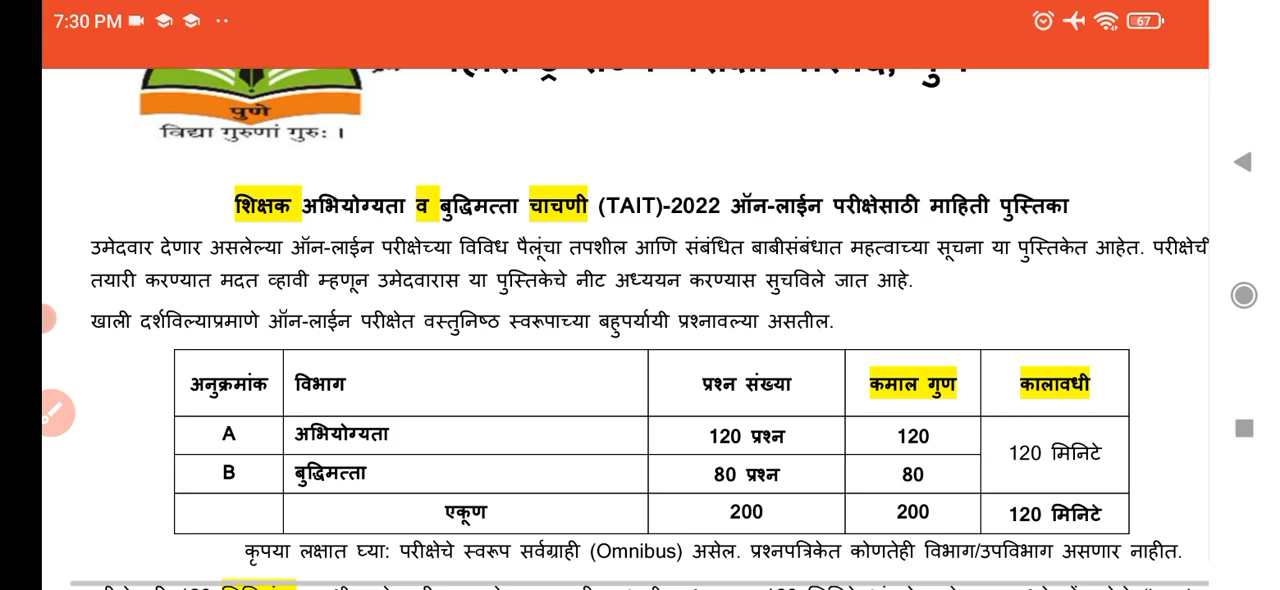 7:30 PM
67
पुणे
विद्या गुरुणां गुरुः ।
शिक्षक अभियोग्यता व बुद्धिमत्ता चाचणी (TAIT)-2022 ऑन-लाईन परीक्षेसाठी माहिती पुस्तिका
उमेदवार देणार असलेल्या ऑन-लाईन परीक्षेच्या विविध पैलूंचा तपशील आणि संबंधित बाबीसंबंधात महत्वाच्या सूचना या पुस्तिकेत आहेत. परीक्षेची
तयारी करण्यात मदत व्हावी म्हणून उमेदवारास या पुस्तिकेचे नीट अध्ययन करण्यास सुचविले जात आहे.
खाली दर्शविल्याप्रमाणे ऑन-लाईन परीक्षेत वस्तुनिष्ठ स्वरूपाच्या बहुपर्यायी प्रश्नावल्या असतील.
अनुक्रमांक विभाग प्रश्न संख्या कमाल गुण कालावधी
A अभियोग्यता 120 प्रश्न 120 120 मिनिटे
B बुद्धिमत्ता 80 प्रश्न 80
एकूण 200 200 120 मिनिटे
कृपया लक्षात घ्या: परीक्षेचे स्वरूप सर्वग्राही (Omnibus) असेल. प्रश्नपत्रिकेत कोणतेही विभाग/उपविभाग असणार नाहीत.